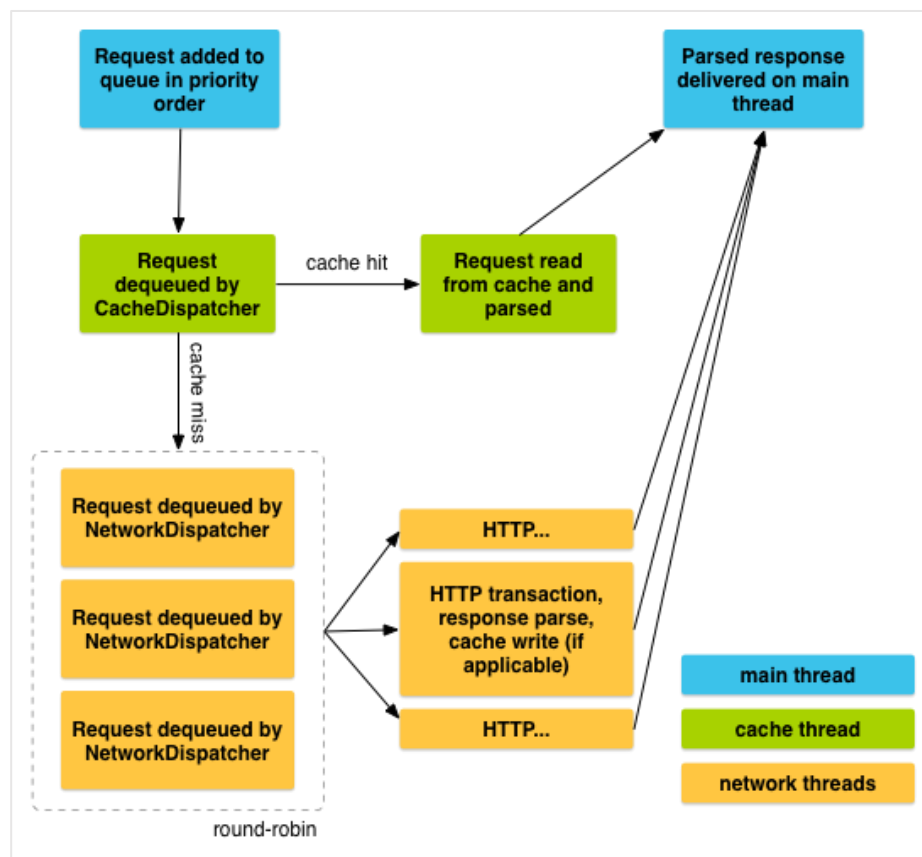 Request added to
queue in priority
order
Parsed response
delivered on main
thread
Request
dequeued by
CacheDispatcher
cache hit
Request read
from cache and
parsed
cache miss
Request dequeued by
NetworkDispatcher
Request dequeued by
NetworkDispatcher
Request dequeued by
NetworkDispatcher
HTTP...
HTTP transaction,
response parse,
cache write (if
applicable)
HTTP...
round-robin
main thread
cache thread
network threads